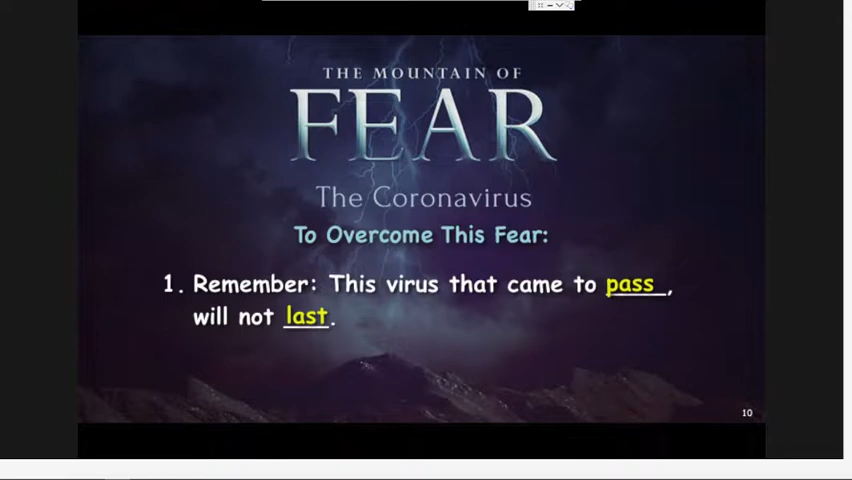 THE MOUNTAIN OF
FEAR
The Coronavirus
To Overcome This Fear:
1. Remember: This virus that came to pass,
will not last.
10